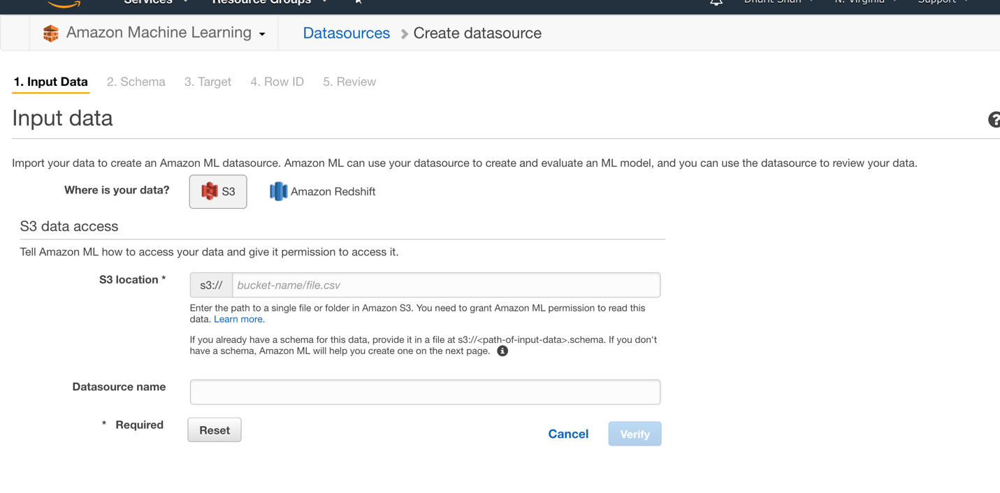 Services Resource Groups Dharit Shah N. Virginia Support
Amazon Machine Learning Datasources Create datasource
1. Input Data 2. Schema 3. Target 4. Row ID 5. Review
Input data
Import your data to create an Amazon ML datasource. Amazon ML can use your datasource to create and evaluate an ML model, and you can use the datasource to review your data.
Where is your data? S3 Amazon Redshift
S3 data access
Tell Amazon ML how to access your data and give it permission to access it.
S3 location * s3:// bucket-name/file.csv
Enter the path to a single file or folder in Amazon S3. You need to grant Amazon ML permission to read this
data. Learn more.
If you already have a schema for this data, provide it in a file at s3://<path-of-input-data>.schema. If you don't
have a schema, Amazon ML will help you create one on the next page.
Datasource name
* Required Reset Cancel Verify